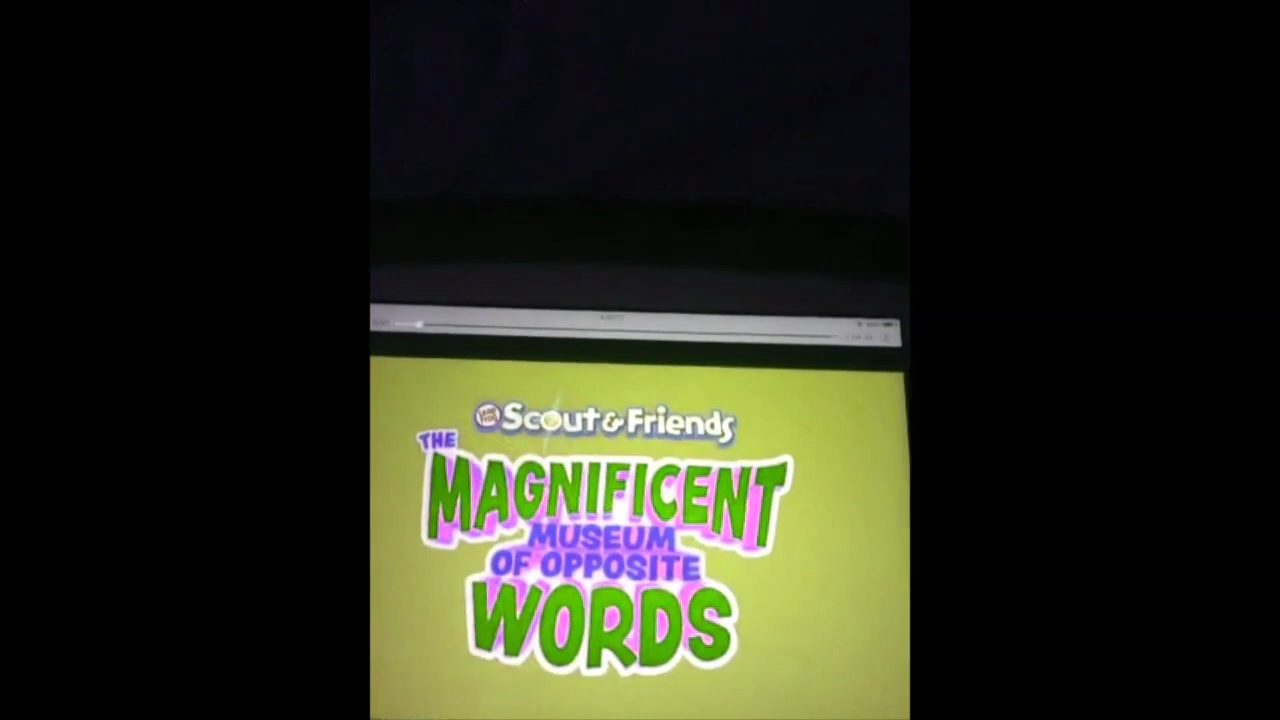 Scout & Friends
THE
MAGNIFICENT
MUSEUM
OF OPPOSITE
WORDS